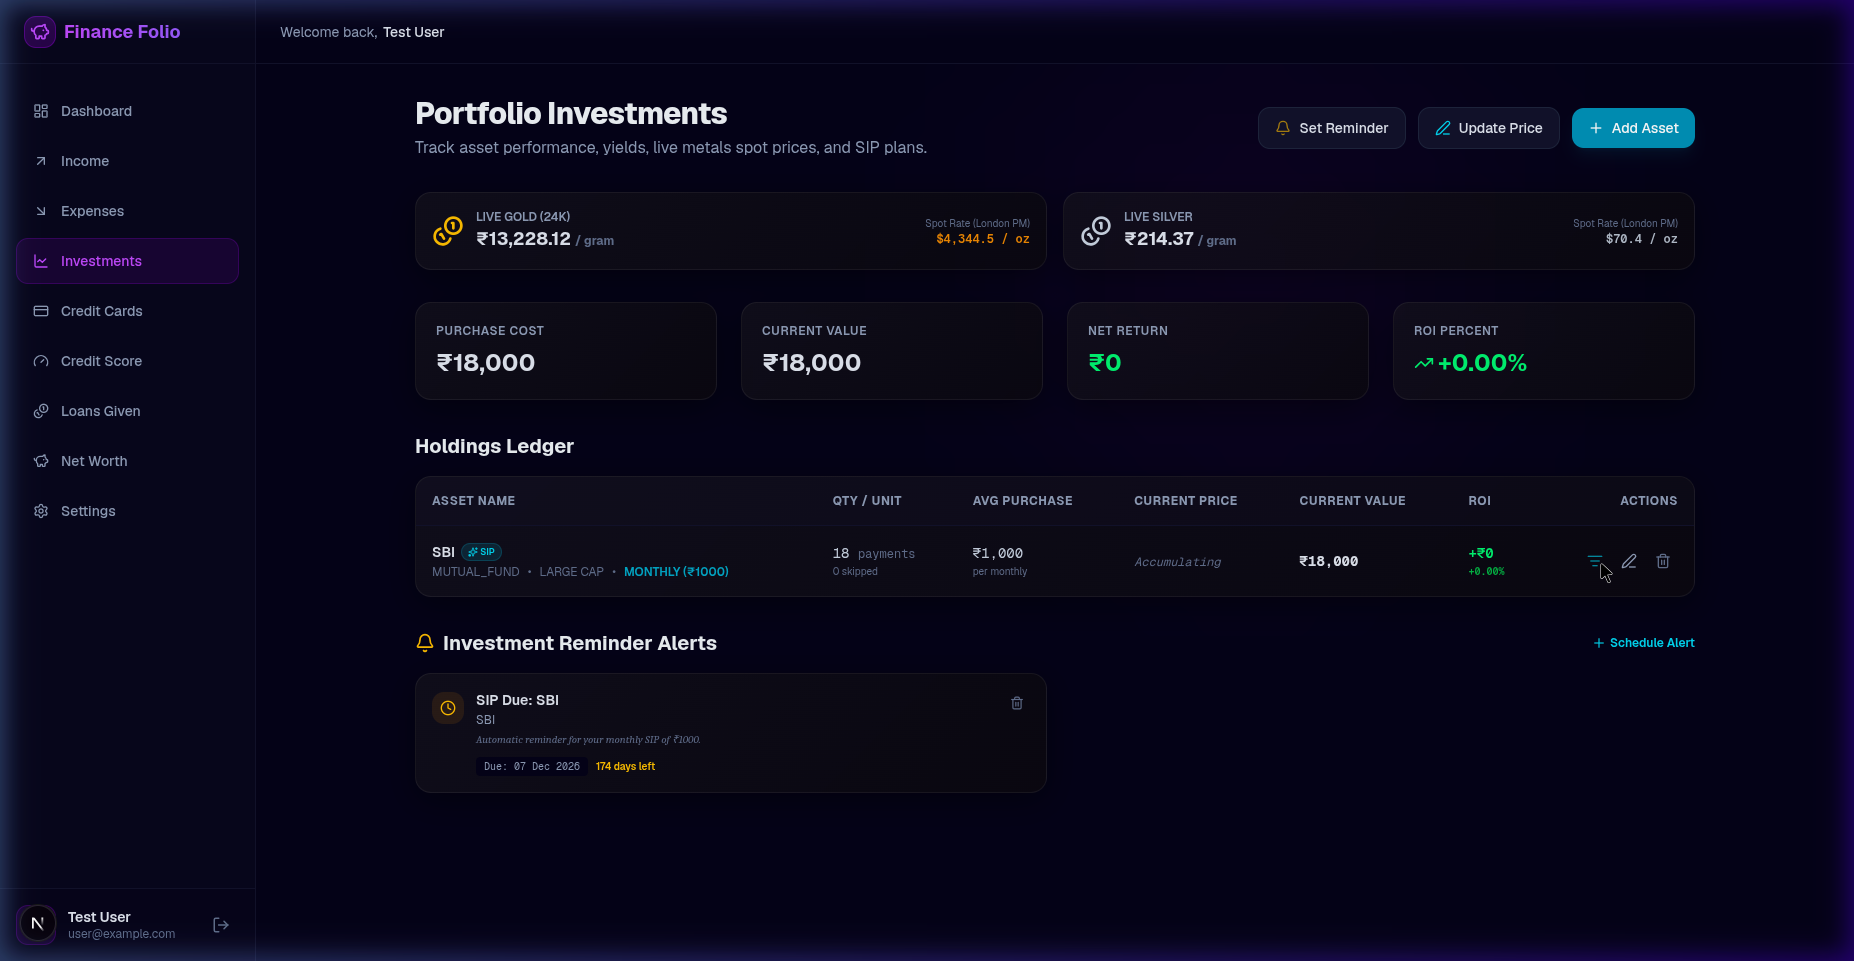 Finance Folio
Welcome back, Test User
Dashboard
Income
Expenses
Investments
Credit Cards
Credit Score
Loans Given
Net Worth
Settings
Test User
user@example.com
N
Portfolio Investments
Track asset performance, yields, live metals spot prices, and SIP plans.
Set Reminder
Update Price
Add Asset
LIVE GOLD (24K)
₹13,228.12 / gram
Spot Rate (London PM)
$4,344.5 / oz
LIVE SILVER
₹214.37 / gram
Spot Rate (London PM)
$70.4 / oz
PURCHASE COST
₹18,000
CURRENT VALUE
₹18,000
NET RETURN
₹0
ROI PERCENT
+0.00%
Holdings Ledger
ASSET NAME QTY / UNIT AVG PURCHASE CURRENT PRICE CURRENT VALUE ROI ACTIONS
SBI SIP
MUTUAL_FUND • LARGE CAP • MONTHLY (₹1000)
18 payments
0 skipped
₹1,000
per monthly
Accumulating
₹18,000
+₹0
+0.00%
Investment Reminder Alerts
Schedule Alert
SIP Due: SBI
SBI
Automatic reminder for your monthly SIP of ₹1000.
Due: 07 Dec 2026 174 days left